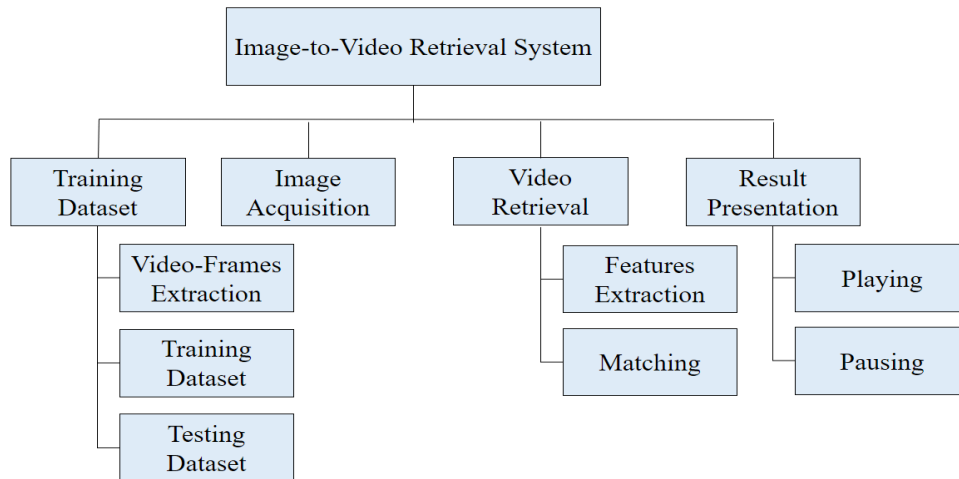 Image-to-Video Retrieval System
Training
Dataset
Image
Acquisition
Video
Retrieval
Result
Presentation
Video-Frames
Extraction
Training
Dataset
Testing
Dataset
Features
Extraction
Matching
Playing
Pausing